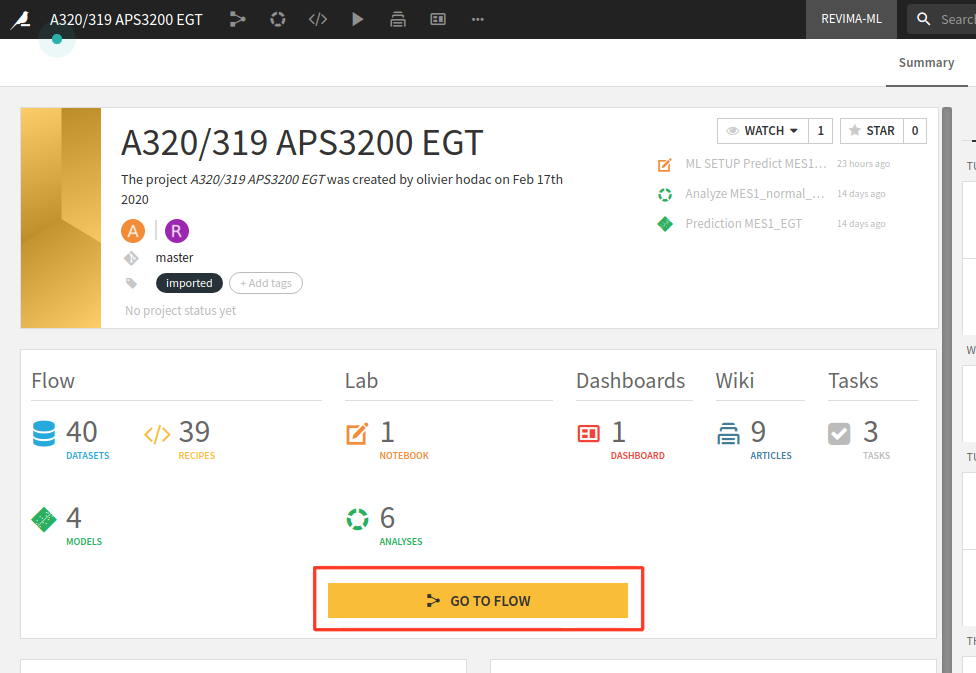 A320/319 APS3200 EGT
REVIMA-ML
Search
Summary
A320/319 APS3200 EGT
The project A320/319 APS3200 EGT was created by olivier hodac on Feb 17th
2020
A
R
master
imported
+ Add tags
No project status yet
WATCH
1
STAR
0
ML SETUP Predict MES1... 23 hours ago
Analyze MES1_normal_... 14 days ago
Prediction MES1_EGT 14 days ago
Flow
40
DATASETS
39
RECIPES
4
MODELS
Lab
1
NOTEBOOK
6
ANALYSES
Dashboards
1
DASHBOARD
Wiki
9
ARTICLES
Tasks
3
TASKS
GO TO FLOW
TU
W
TU
TH